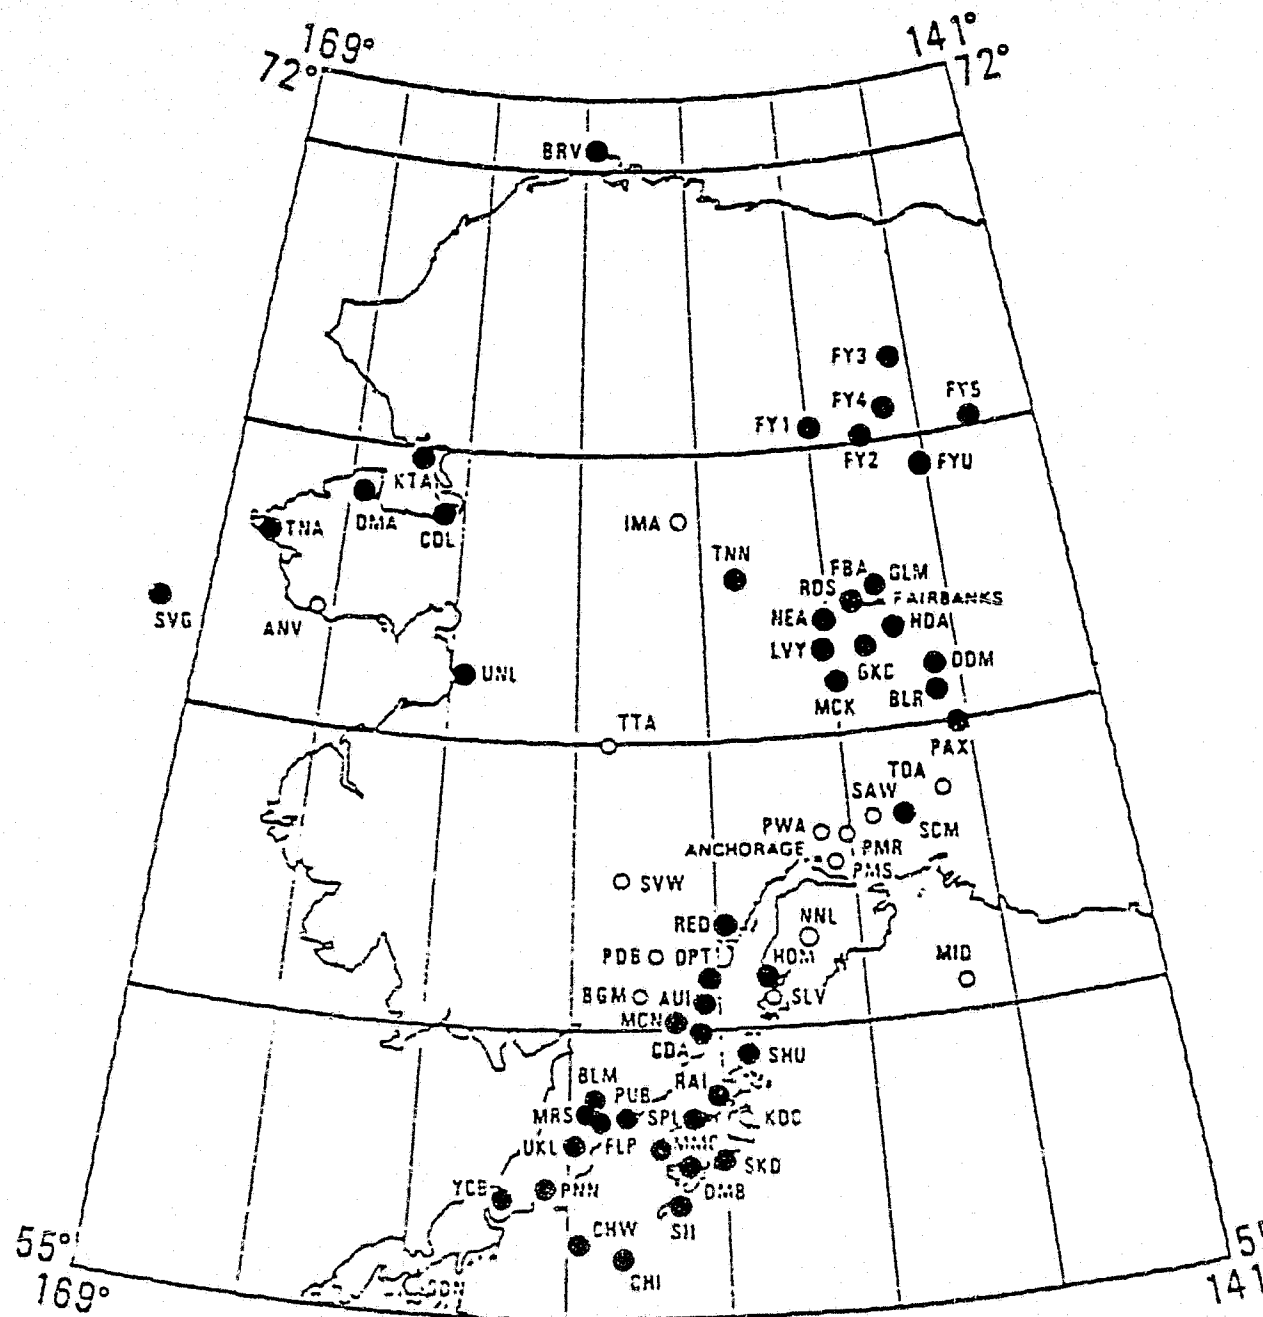 169°
141°
72°
72°
BRV
FY3
FY4
FY5
FY1
FY2
FYU
KTA
DMA
TNA
CDL
IMA
TNN
FBA
GLM
RDS
FAIRBANKS
SVG
ANV
NEA
HDA
LVY
GKC
DDM
UNL
MCK
BLR
TTA
PAX
TOA
SAW
SCM
PWA
PMR
ANCHORAGE
PMS
SVW
RED
NNL
PDB
OPT
HOM
MID
BGM
AUI
SLV
MCN
CDA
SHU
BLM
PUB
RAI
MRS
SPL
KDC
UKL
FLP
MMC
SKD
YCB
PNN
DMB
SII
CHW
CHI
SDN
55°
169°
141